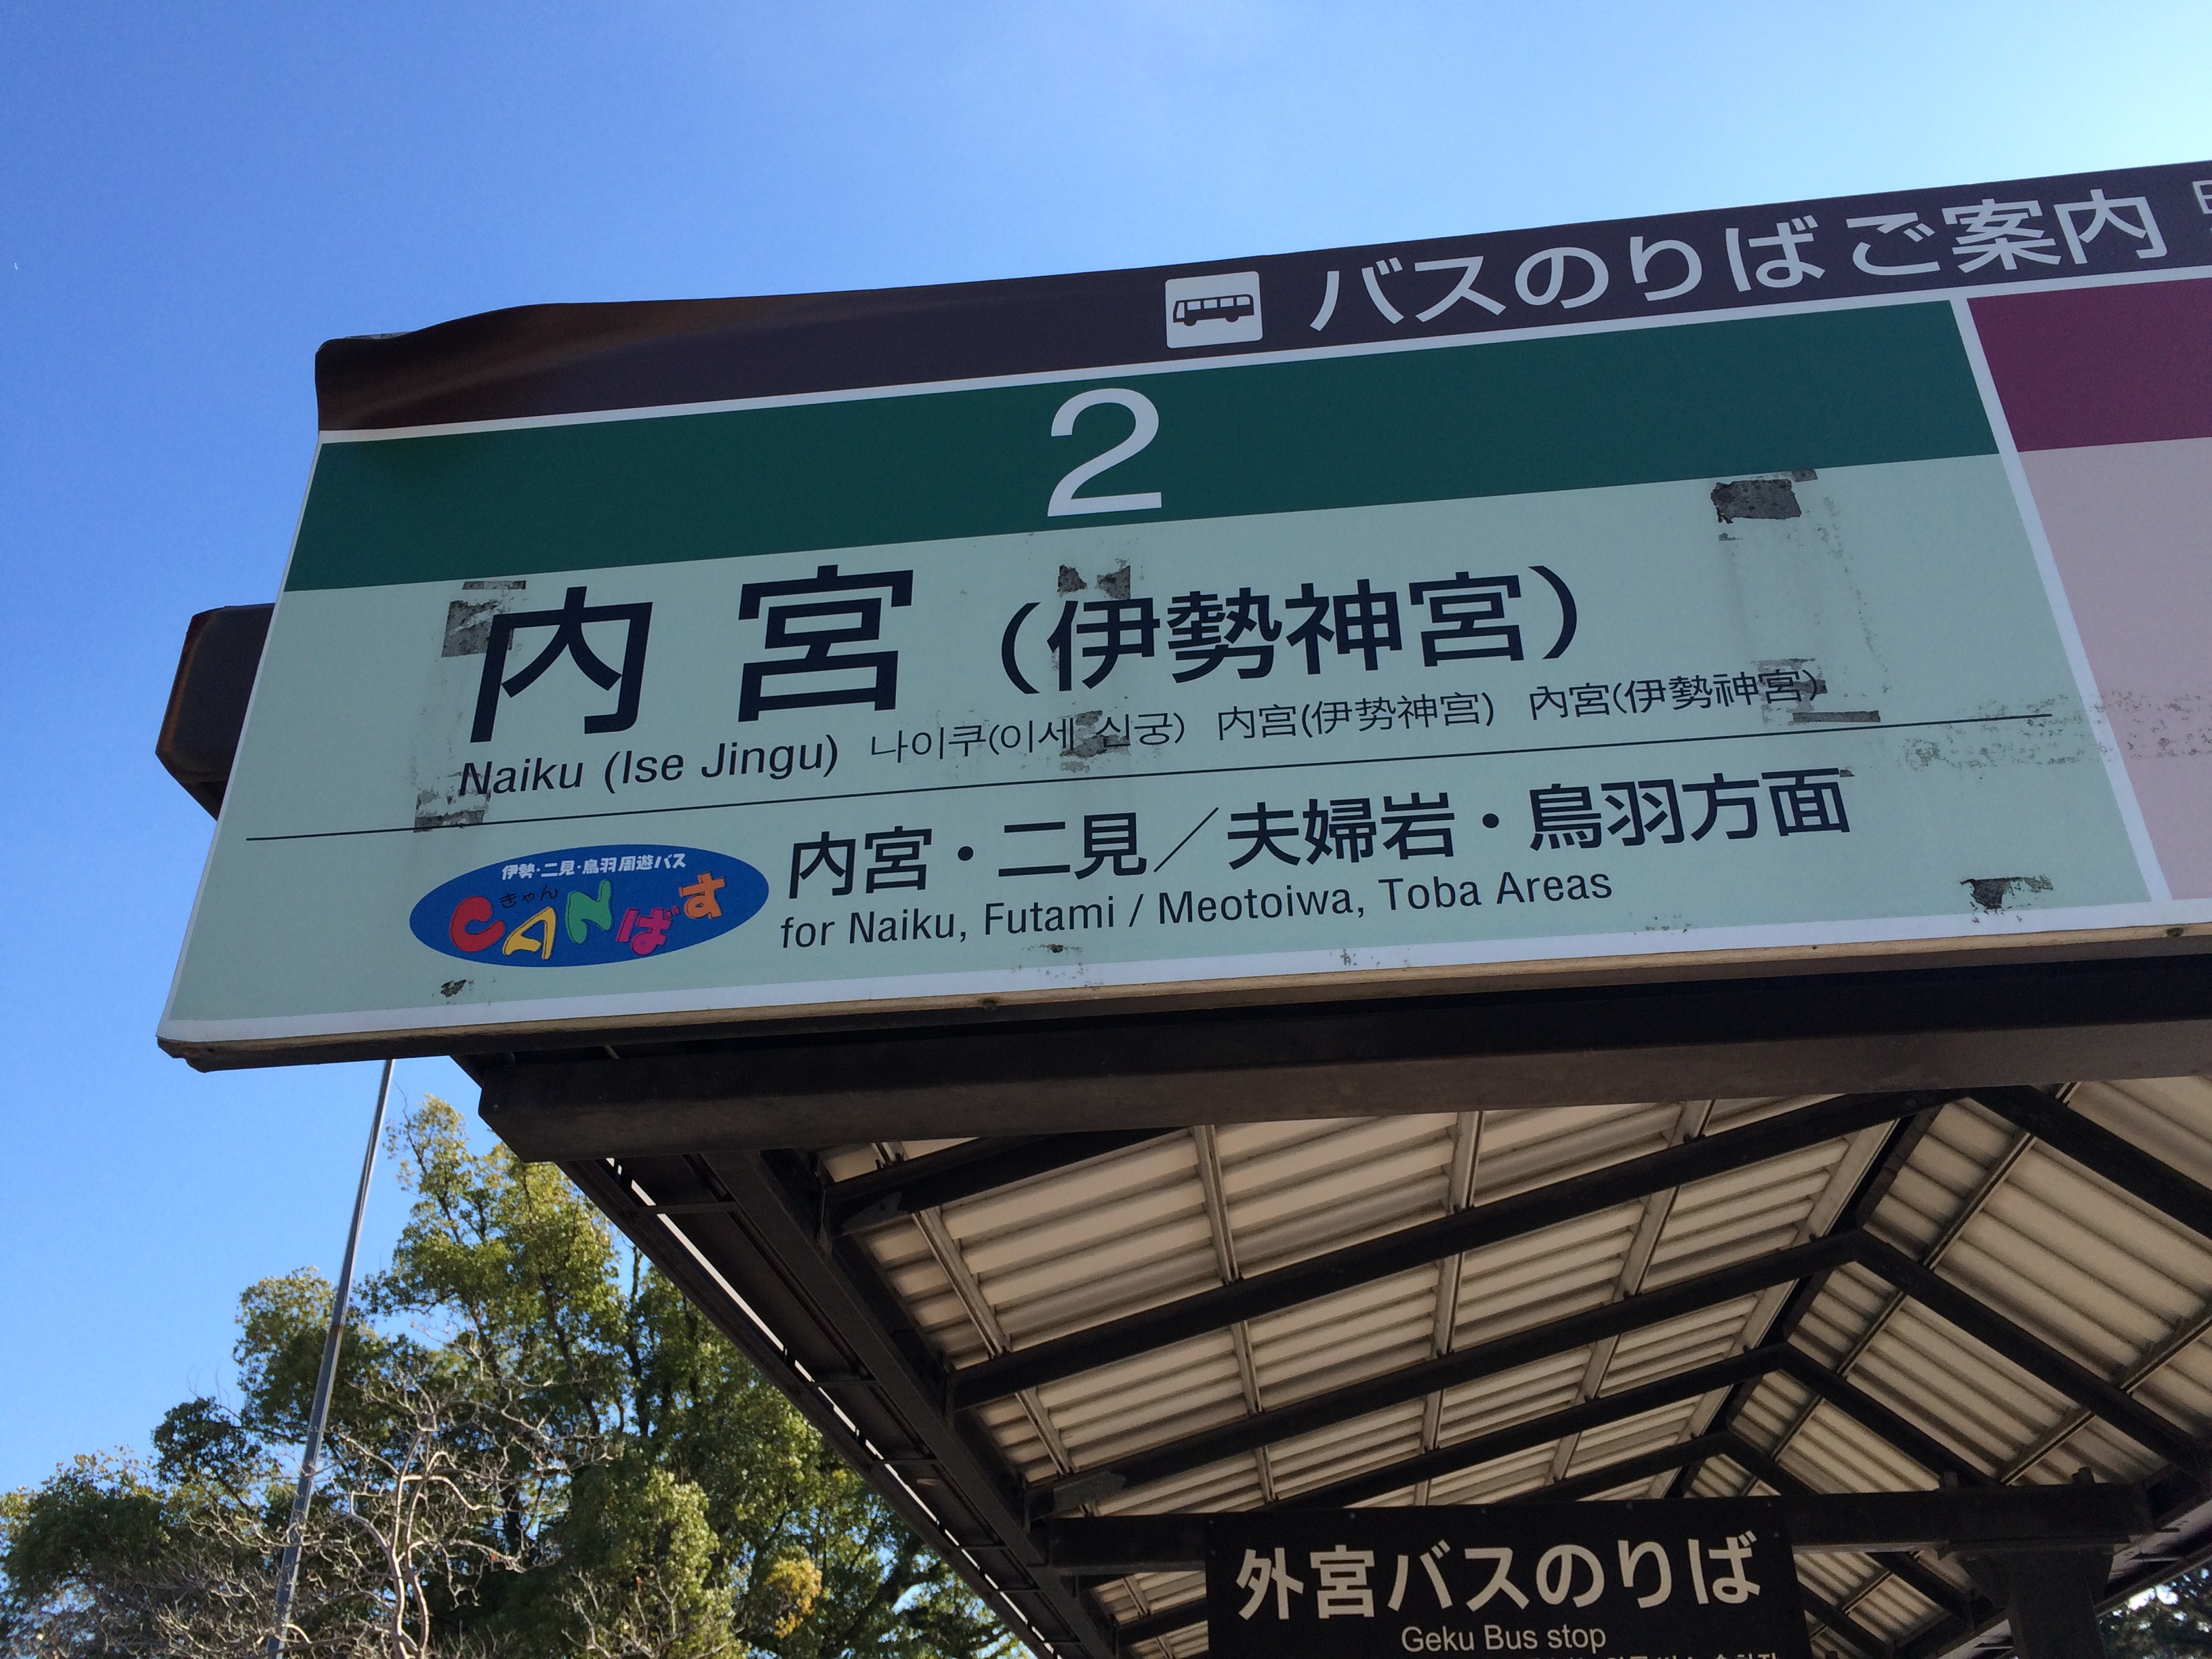 バスのりばご案内
2
内宮（伊勢神宮）
Naiku (Ise Jingu) 나이쿠(이세 신궁) 内宫(伊势神宫) 內宮(伊勢神宮)
伊勢・二見・鳥羽周遊バス
きゃん
CANばす
内宮・二見／夫婦岩・鳥羽方面
for Naiku, Futami / Meotoiwa, Toba Areas
外宮バスのりば
Geku Bus stop